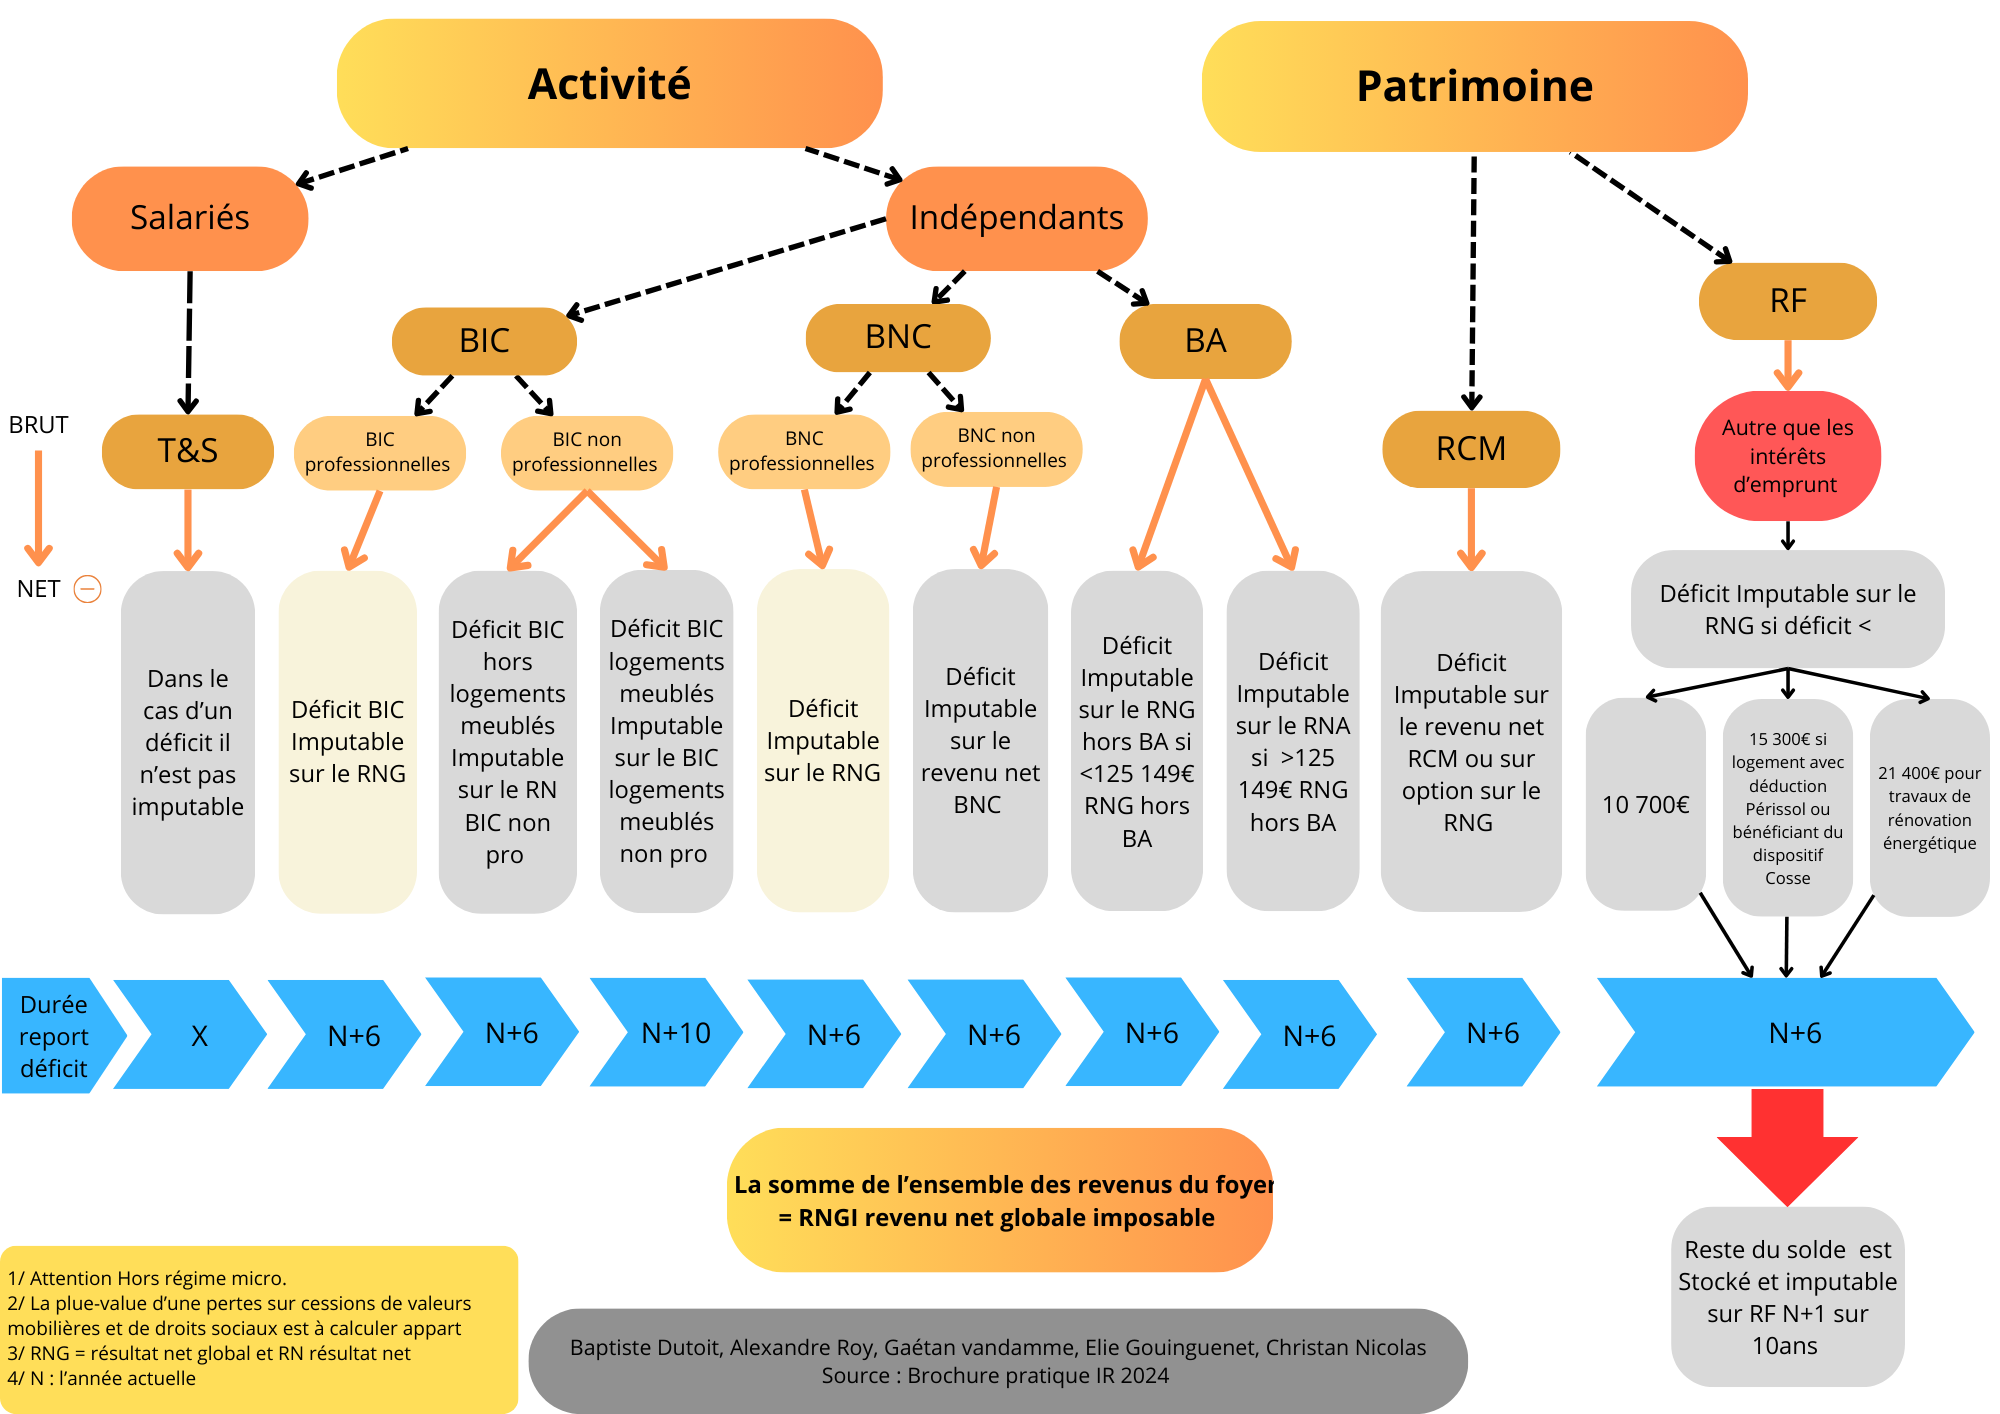 Activité
Patrimoine
Salariés
Indépendants
RF
BIC
BNC
BA
BRUT
T&S
BIC
professionnelles
BIC non
professionnelles
BNC
professionnelles
BNC non
professionnelles
RCM
Autre que les
intérêts
d’emprunt
NET
Dans le
cas d’un
déficit il
n’est pas
imputable
Déficit BIC
Imputable
sur le RNG
Déficit BIC
hors
logements
meublés
Imputable
sur le RN
BIC non
pro
Déficit BIC
logements
meublés
Imputable
sur le BIC
logements
meublés
non pro
Déficit
Imputable
sur le RNG
Déficit
Imputable
sur le
revenu net
BNC
Déficit
Imputable
sur le RNG
hors BA si
<125 149€
RNG hors
BA
Déficit
Imputable
sur le RNA
si >125
149€ RNG
hors BA
Déficit
Imputable sur
le revenu net
RCM ou sur
option sur le
RNG
Déficit Imputable sur le
RNG si déficit <
10 700€
15 300€ si
logement avec
déduction
Périssol ou
bénéficiant du
dispositif
Cosse
21 400€ pour
travaux de
rénovation
énergétique
Durée
report
déficit
X
N+6
N+6
N+10
N+6
N+6
N+6
N+6
N+6
N+6
La somme de l’ensemble des revenus du foyer
= RNGI revenu net globale imposable
Reste du solde est
Stocké et imputable
sur RF N+1 sur
10ans
1/ Attention Hors régime micro.
2/ La plue-value d’une pertes sur cessions de valeurs
mobilières et de droits sociaux est à calculer appart
3/ RNG = résultat net global et RN résultat net
4/ N : l’année actuelle
Baptiste Dutoit, Alexandre Roy, Gaétan vandamme, Elie Gouinguenet, Christan Nicolas
Source : Brochure pratique IR 2024